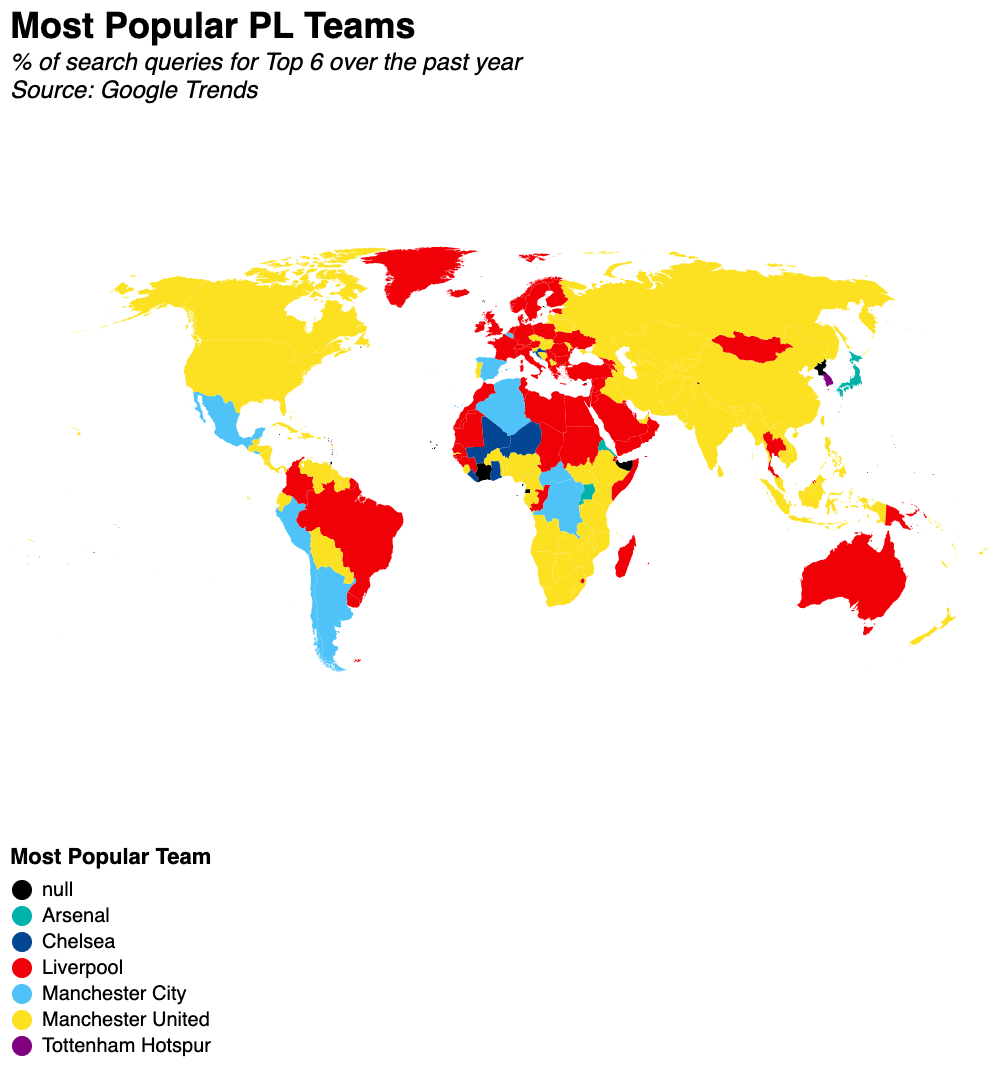 Most Popular PL Teams
% of search queries for Top 6 over the past year
Source: Google Trends
Most Popular Team
null
Arsenal
Chelsea
Liverpool
Manchester City
Manchester United
Tottenham Hotspur